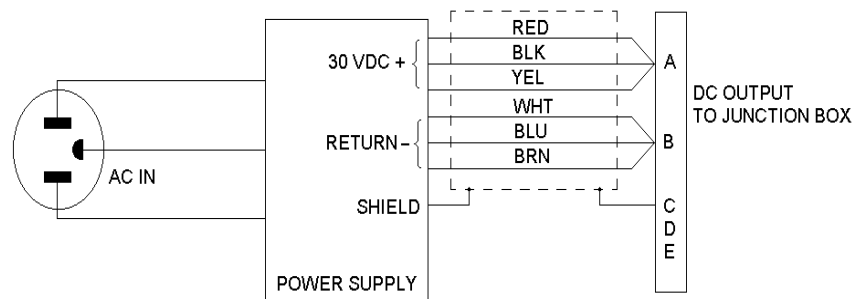 RED
30 VDC +
BLK
A
YEL
DC OUTPUT
TO JUNCTION BOX
WHT
RETURN –
BLU
B
BRN
AC IN
SHIELD
C
D
E
POWER SUPPLY